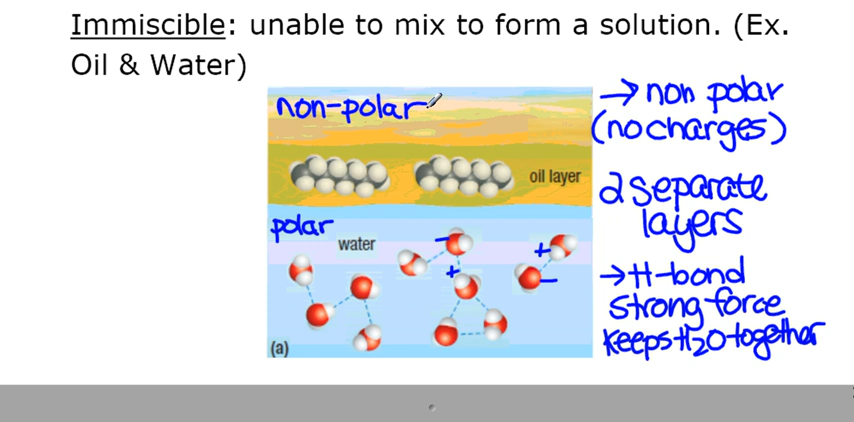 Immiscible: unable to mix to form a solution. (Ex.
Oil & Water)
non-polar
→ non polar
(no charges)
oil layer
2 separate
layers
polar
water
−
+
+
−
→ H-bond
strong force
keeps H2O together
(a)